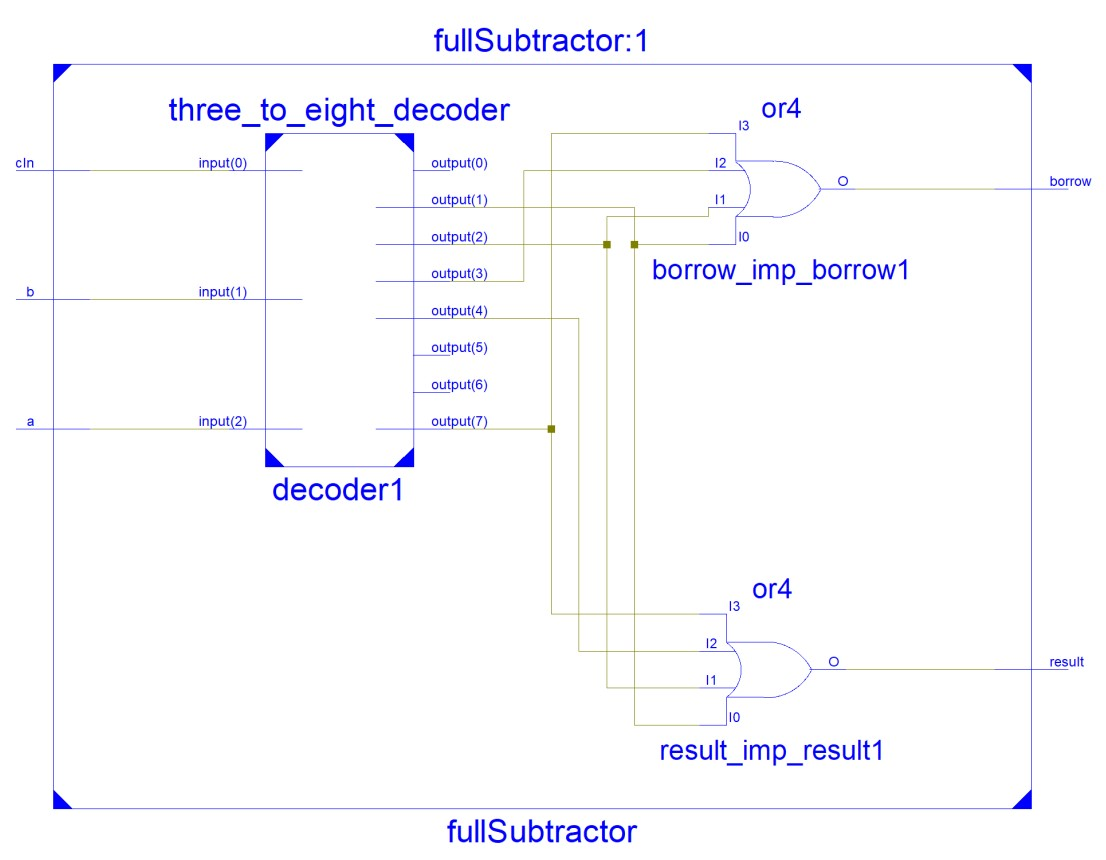 fullSubtractor:1
three_to_eight_decoder
or4
I3
cIn
input(0)
output(0)
I2
O
borrow
output(1)
I1
output(2)
I0
borrow_imp_borrow1
output(3)
b
input(1)
output(4)
output(5)
output(6)
a
input(2)
output(7)
decoder1
or4
I3
I2
O
result
I1
I0
result_imp_result1
fullSubtractor